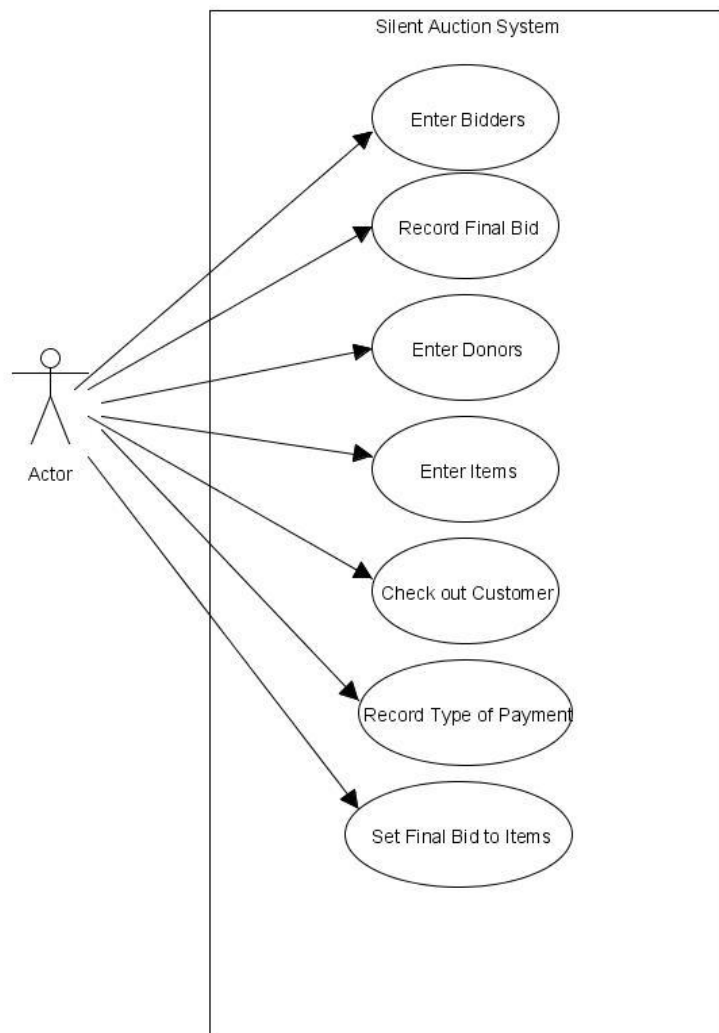 Silent Auction System
Enter Bidders
Record Final Bid
Enter Donors
Enter Items
Actor
Check out Customer
Record Type of Payment
Set Final Bid to Items